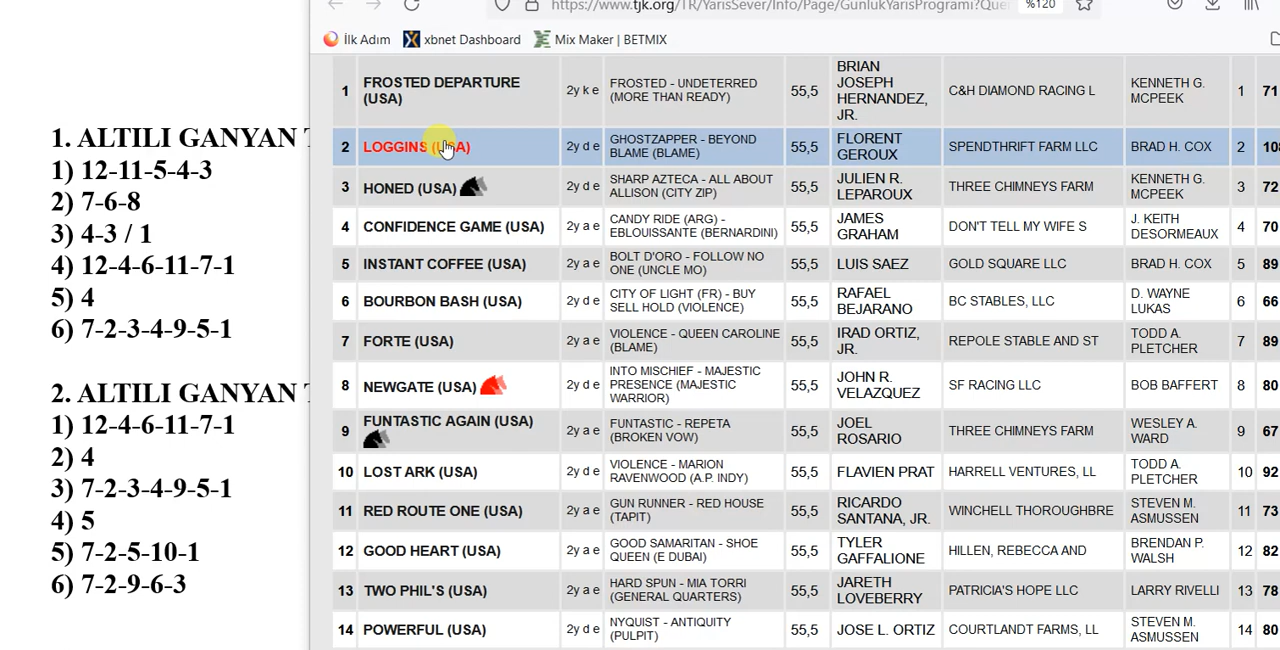 https://www.tjk.org/TR/YarisSever/Info/Page/GunlukYarisProgrami?Quer %120
İlk Adım xbnet Dashboard Mix Maker | BETMIX
1. ALTILI GANYAN
1) 12-11-5-4-3
2) 7-6-8
3) 4-3 / 1
4) 12-4-6-11-7-1
5) 4
6) 7-2-3-4-9-5-1
2. ALTILI GANYAN
1) 12-4-6-11-7-1
2) 4
3) 7-2-3-4-9-5-1
4) 5
5) 7-2-5-10-1
6) 7-2-9-6-3
1 FROSTED DEPARTURE (USA) 2y k e FROSTED - UNDETERRED (MORE THAN READY) 55,5 BRIAN JOSEPH HERNANDEZ, JR. C&H DIAMOND RACING L KENNETH G. MCPEEK 1 71
2 LOGGINS (USA) 2y d e GHOSTZAPPER - BEYOND BLAME (BLAME) 55,5 FLORENT GEROUX SPENDTHRIFT FARM LLC BRAD H. COX 2
3 HONED (USA) 2y d e SHARP AZTECA - ALL ABOUT ALLISON (CITY ZIP) 55,5 JULIEN R. LEPAROUX THREE CHIMNEYS FARM KENNETH G. MCPEEK 3 72
4 CONFIDENCE GAME (USA) 2y a e CANDY RIDE (ARG) - EBLOUISSANTE (BERNARDINI) 55,5 JAMES GRAHAM DON'T TELL MY WIFE S J. KEITH DESORMEAUX 4 70
5 INSTANT COFFEE (USA) 2y a e BOLT D'ORO - FOLLOW NO ONE (UNCLE MO) 55,5 LUIS SAEZ GOLD SQUARE LLC BRAD H. COX 5 89
6 BOURBON BASH (USA) 2y d e CITY OF LIGHT (FR) - BUY SELL HOLD (VIOLENCE) 55,5 RAFAEL BEJARANO BC STABLES, LLC D. WAYNE LUKAS 6 66
7 FORTE (USA) 2y a e VIOLENCE - QUEEN CAROLINE (BLAME) 55,5 IRAD ORTIZ, JR. REPOLE STABLE AND ST TODD A. PLETCHER 7 89
8 NEWGATE (USA) 2y d e INTO MISCHIEF - MAJESTIC PRESENCE (MAJESTIC WARRIOR) 55,5 JOHN R. VELAZQUEZ SF RACING LLC BOB BAFFERT 8 80
9 FUNTASTIC AGAIN (USA) 2y a e FUNTASTIC - REPETA (BROKEN VOW) 55,5 JOEL ROSARIO THREE CHIMNEYS FARM WESLEY A. WARD 9 67
10 LOST ARK (USA) 2y d e VIOLENCE - MARION RAVENWOOD (A.P. INDY) 55,5 FLAVIEN PRAT HARRELL VENTURES, LL TODD A. PLETCHER 10 92
11 RED ROUTE ONE (USA) 2y a e GUN RUNNER - RED HOUSE (TAPIT) 55,5 RICARDO SANTANA, JR. WINCHELL THOROUGHBRE STEVEN M. ASMUSSEN 11 73
12 GOOD HEART (USA) 2y a e GOOD SAMARITAN - SHOE QUEEN (E DUBAI) 55,5 TYLER GAFFALIONE HILLEN, REBECCA AND BRENDAN P. WALSH 12 82
13 TWO PHIL'S (USA) 2y a e HARD SPUN - MIA TORRI (GENERAL QUARTERS) 55,5 JARETH LOVEBERRY PATRICIA'S HOPE LLC LARRY RIVELLI 13 78
14 POWERFUL (USA) 2y d e NYQUIST - ANTIQUITY (PULPIT) 55,5 JOSE L. ORTIZ COURTLANDT FARMS, LL STEVEN M. ASMUSSEN 14 80